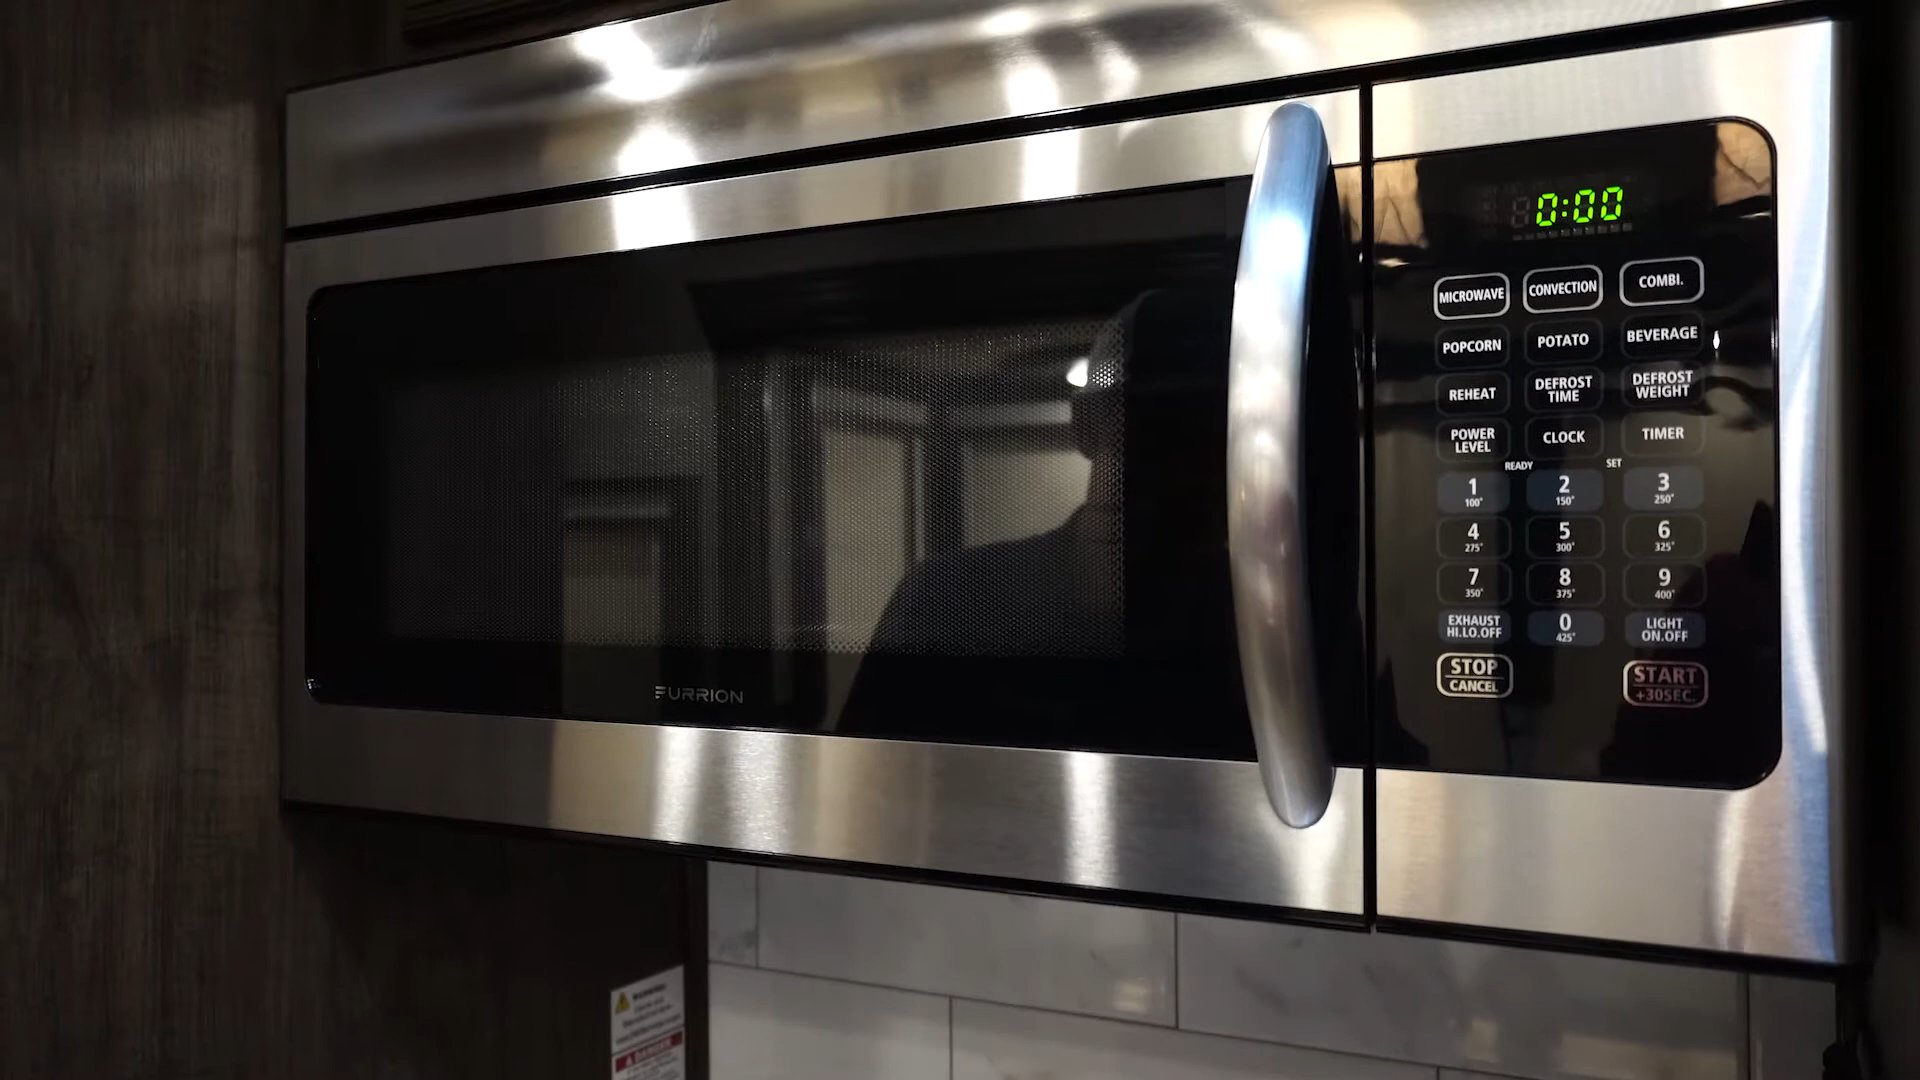 0:00
MICROWAVE CONVECTION COMBI.
POPCORN POTATO BEVERAGE
REHEAT DEFROST TIME DEFROST WEIGHT
POWER LEVEL CLOCK TIMER
READY SET
1 2 3
100° 150° 250°
4 5 6
275° 300° 325°
7 8 9
350° 375° 400°
EXHAUST HI.LO.OFF 0 425° LIGHT ON.OFF
STOP CANCEL START +30SEC.
FURRION
DANGER